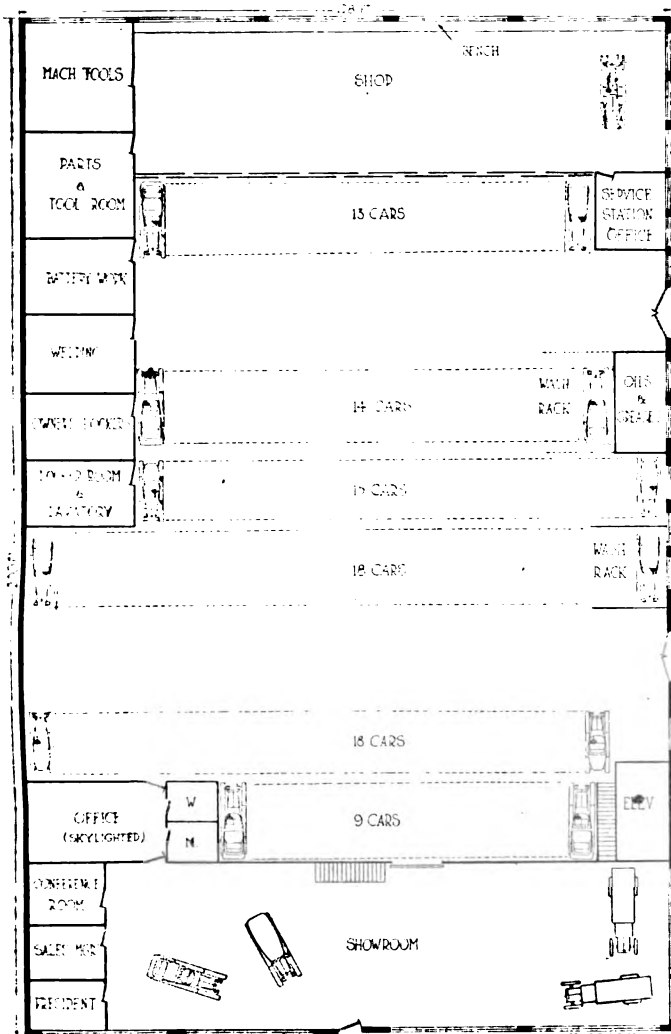 BENCH
MACH TOOLS
SHOP
PARTS
&
TOOL ROOM
13 CARS
SERVICE
STATION
OFFICE
BATTERY WORK
WELDING
14 CARS
WASH
RACK
OILS
&
GREASE
OWNERS LOCKER
LOCKER ROOM
&
LAVATORY
15 CARS
18 CARS
WASH
RACK
18 CARS
OFFICE
(SKYLIGHTED)
W.
M.
9 CARS
ELEV
CONFERENCE
ROOM
SALES MGR
SHOWROOM
PRESIDENT